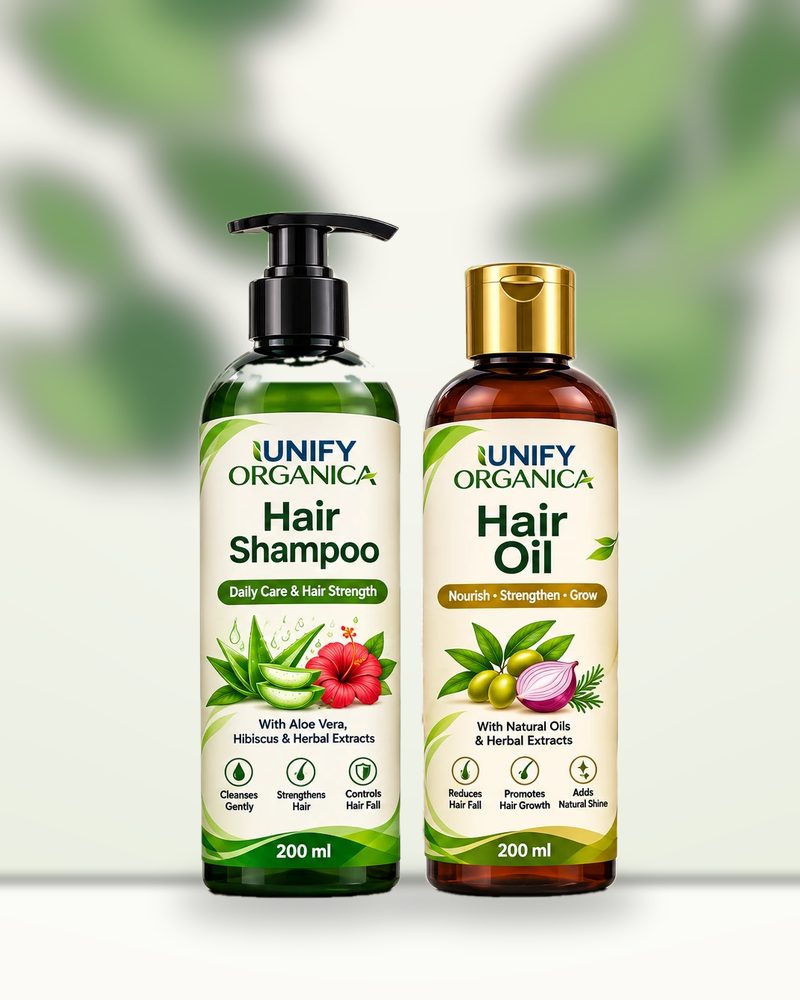 UNIFY
ORGANICA
Hair
Shampoo
Daily Care & Hair Strength
With Aloe Vera,
Hibiscus & Herbal Extracts
Cleanses
Gently
Strengthens
Hair
Controls
Hair Fall
200 ml
UNIFY
ORGANICA
Hair
Oil
Nourish • Strengthen • Grow
With Natural Oils
& Herbal Extracts
Reduces
Hair Fall
Promotes
Hair Growth
Adds
Natural Shine
200 ml